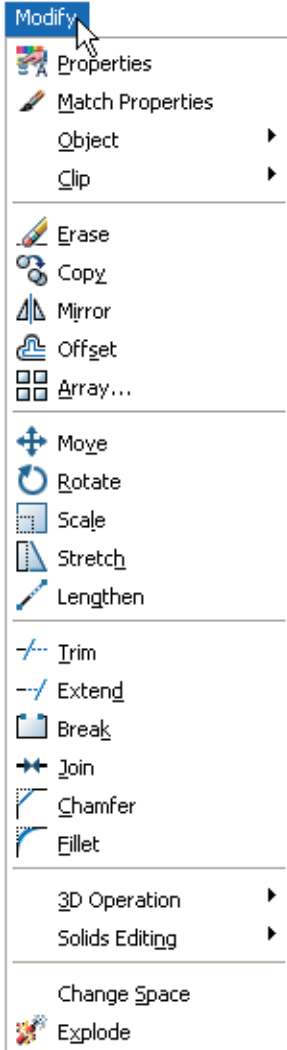 Modify
Properties
Match Properties
Object
Clip
Erase
Copy
Mirror
Offset
Array...
Move
Rotate
Scale
Stretch
Lengthen
Trim
Extend
Break
Join
Chamfer
Fillet
3D Operation
Solids Editing
Change Space
Explode